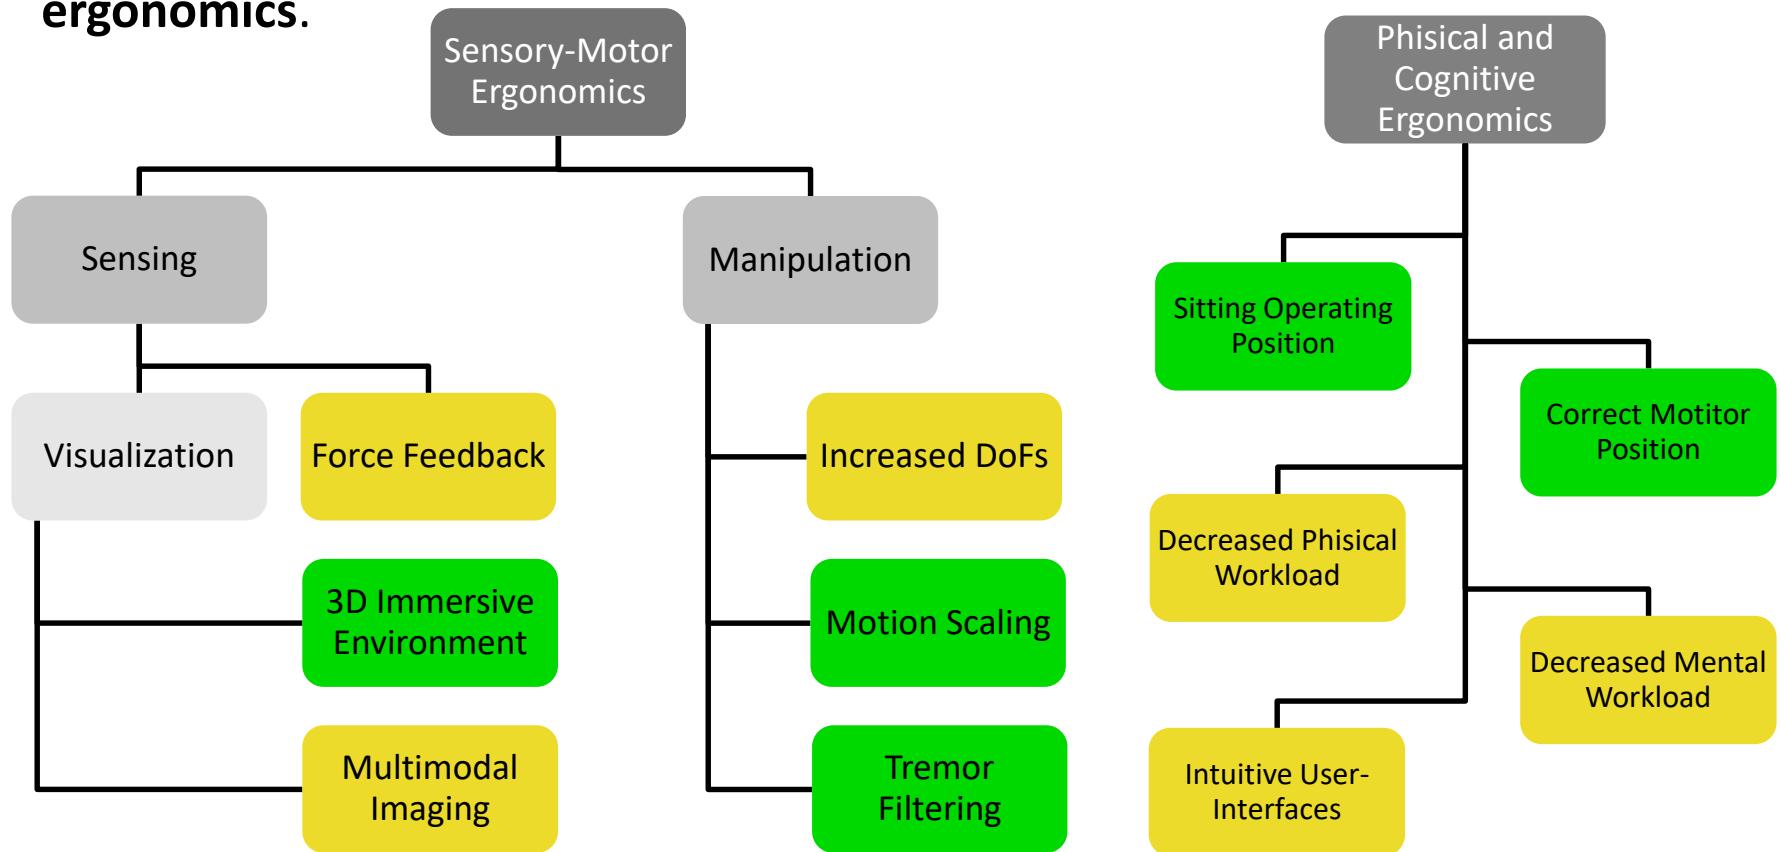 ergonomics.
Sensory-Motor
Ergonomics
Sensing
Manipulation
Visualization
Force Feedback
Increased DoFs
3D Immersive
Environment
Motion Scaling
Multimodal
Imaging
Tremor
Filtering
Phisical and
Cognitive
Ergonomics
Sitting Operating
Position
Correct Motitor
Position
Decreased Phisical
Workload
Decreased Mental
Workload
Intuitive User-
Interfaces